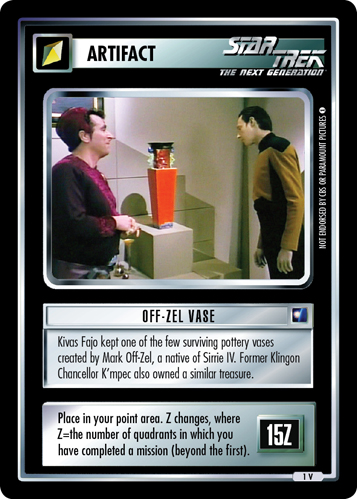 ARTIFACT
STAR TREK
THE NEXT GENERATION
NOT ENDORSED BY CBS OR PARAMOUNT PICTURES
OFF-ZEL VASE
Kivas Fajo kept one of the few surviving pottery vases
created by Mark Off-Zel, a native of Sirrie IV. Former Klingon
Chancellor K'mpec also owned a similar treasure.
Place in your point area. Z changes, where
Z=the number of quadrants in which you
have completed a mission (beyond the first).
15Z
1 V